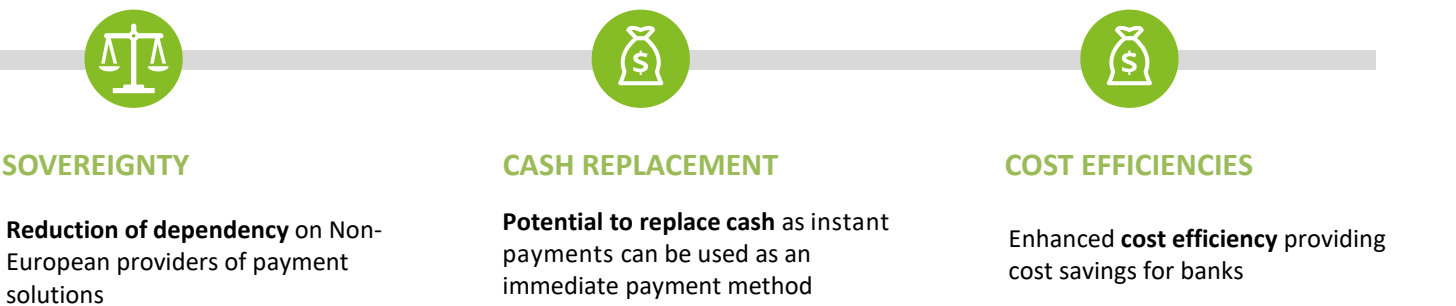 $
$
SOVEREIGNTY
Reduction of dependency on Non-
European providers of payment
solutions
CASH REPLACEMENT
Potential to replace cash as instant
payments can be used as an
immediate payment method
COST EFFICIENCIES
Enhanced cost efficiency providing
cost savings for banks